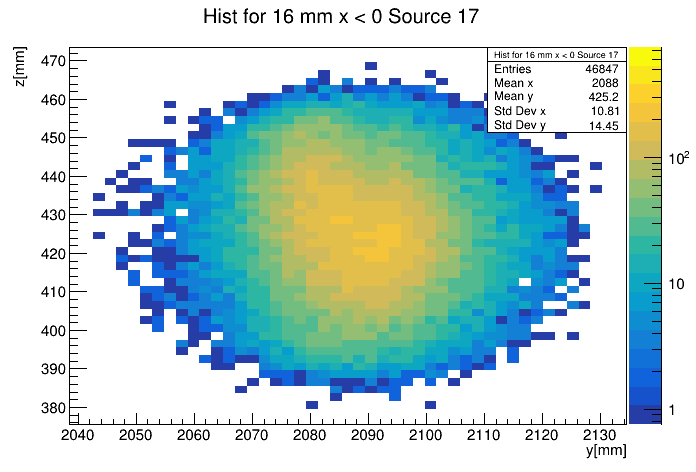 Hist for 16 mm x < 0 Source 17
z[mm]
Hist for 16 mm x < 0 Source 17
Entries 46847
Mean x 2088
Mean y 425.2
Std Dev x 10.81
Std Dev y 14.45
470
460
450
440
430
420
410
400
390
380
2040 2050 2060 2070 2080 2090 2100 2110 2120 2130
y[mm]
10²
10
1